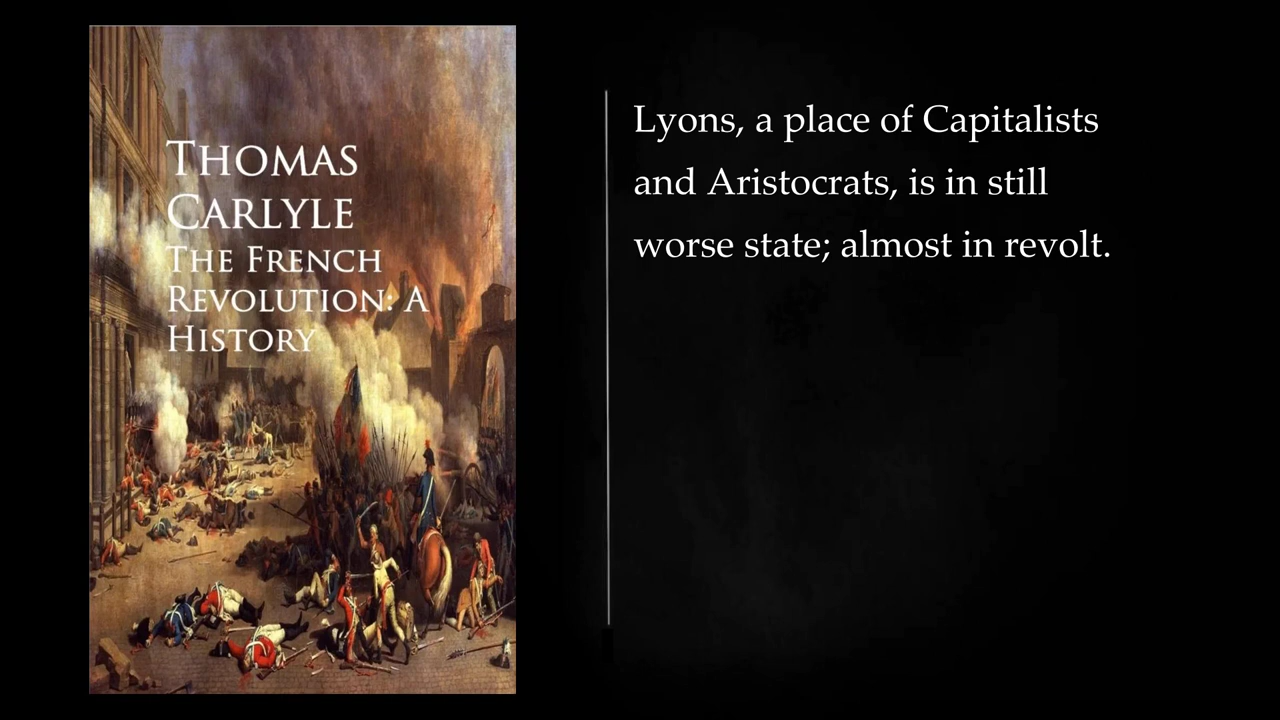 THOMAS
CARLYLE
THE FRENCH
REVOLUTION: A
HISTORY
Lyons, a place of Capitalists
and Aristocrats, is in still
worse state; almost in revolt.